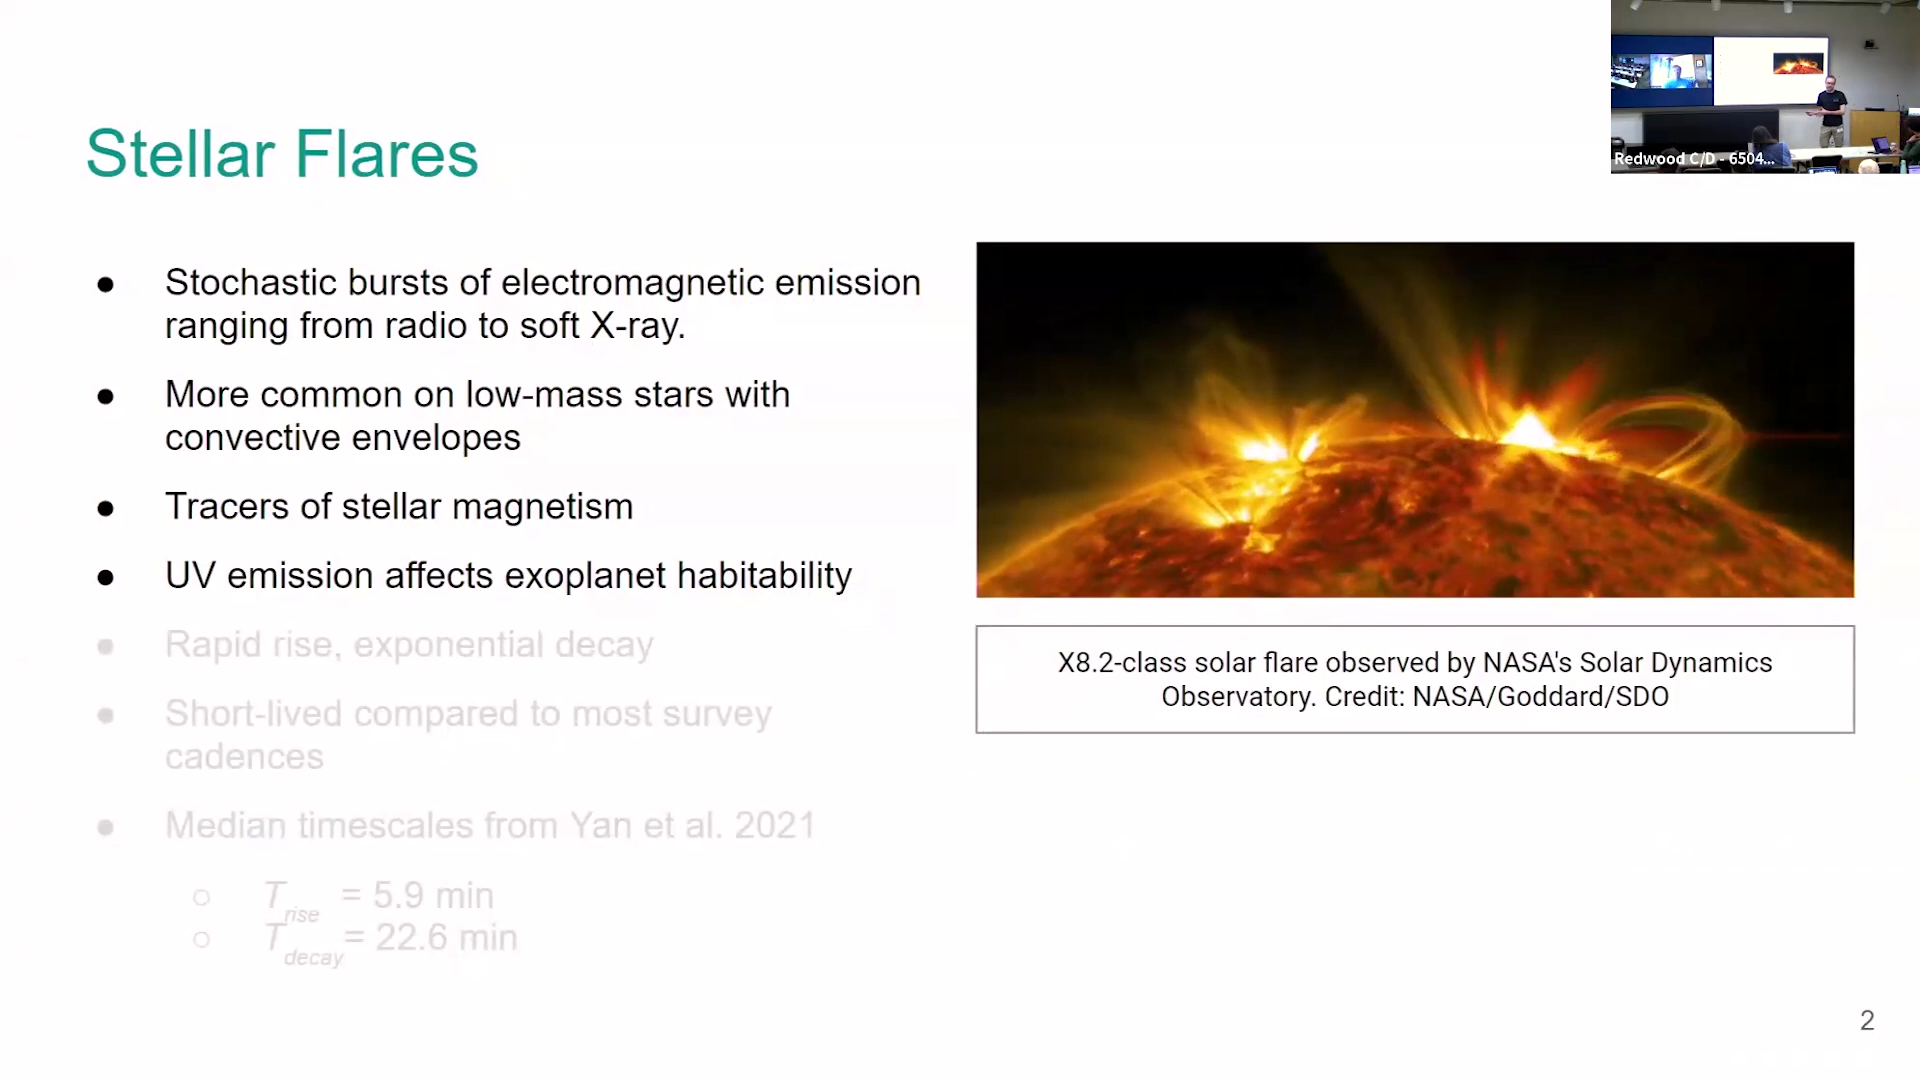 Stellar Flares
● Stochastic bursts of electromagnetic emission
ranging from radio to soft X-ray.
● More common on low-mass stars with
convective envelopes
● Tracers of stellar magnetism
● UV emission affects exoplanet habitability
● Rapid rise, exponential decay
● Short-lived compared to most survey
cadences
● Median timescales from Yan et al. 2021
○ Trise = 5.9 min
○ Tdecay = 22.6 min
Redwood C/D - 6504...
X8.2-class solar flare observed by NASA's Solar Dynamics
Observatory. Credit: NASA/Goddard/SDO
2